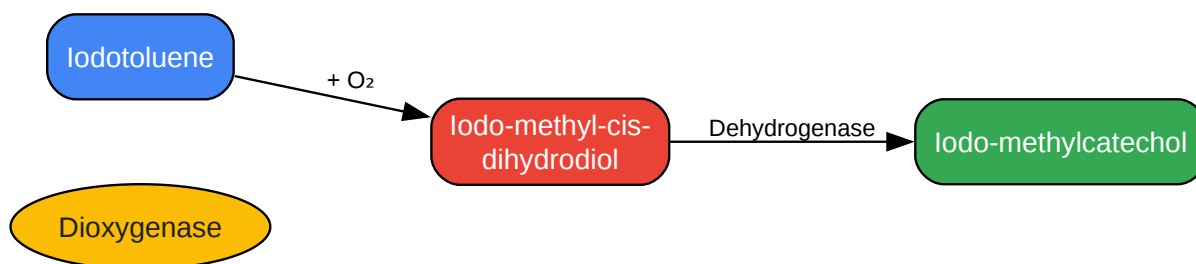 Iodotoluene
+ O₂
Iodo-methyl-cis-
dihydrodiol
Dehydrogenase
Iodo-methylcatechol
Dioxygenase